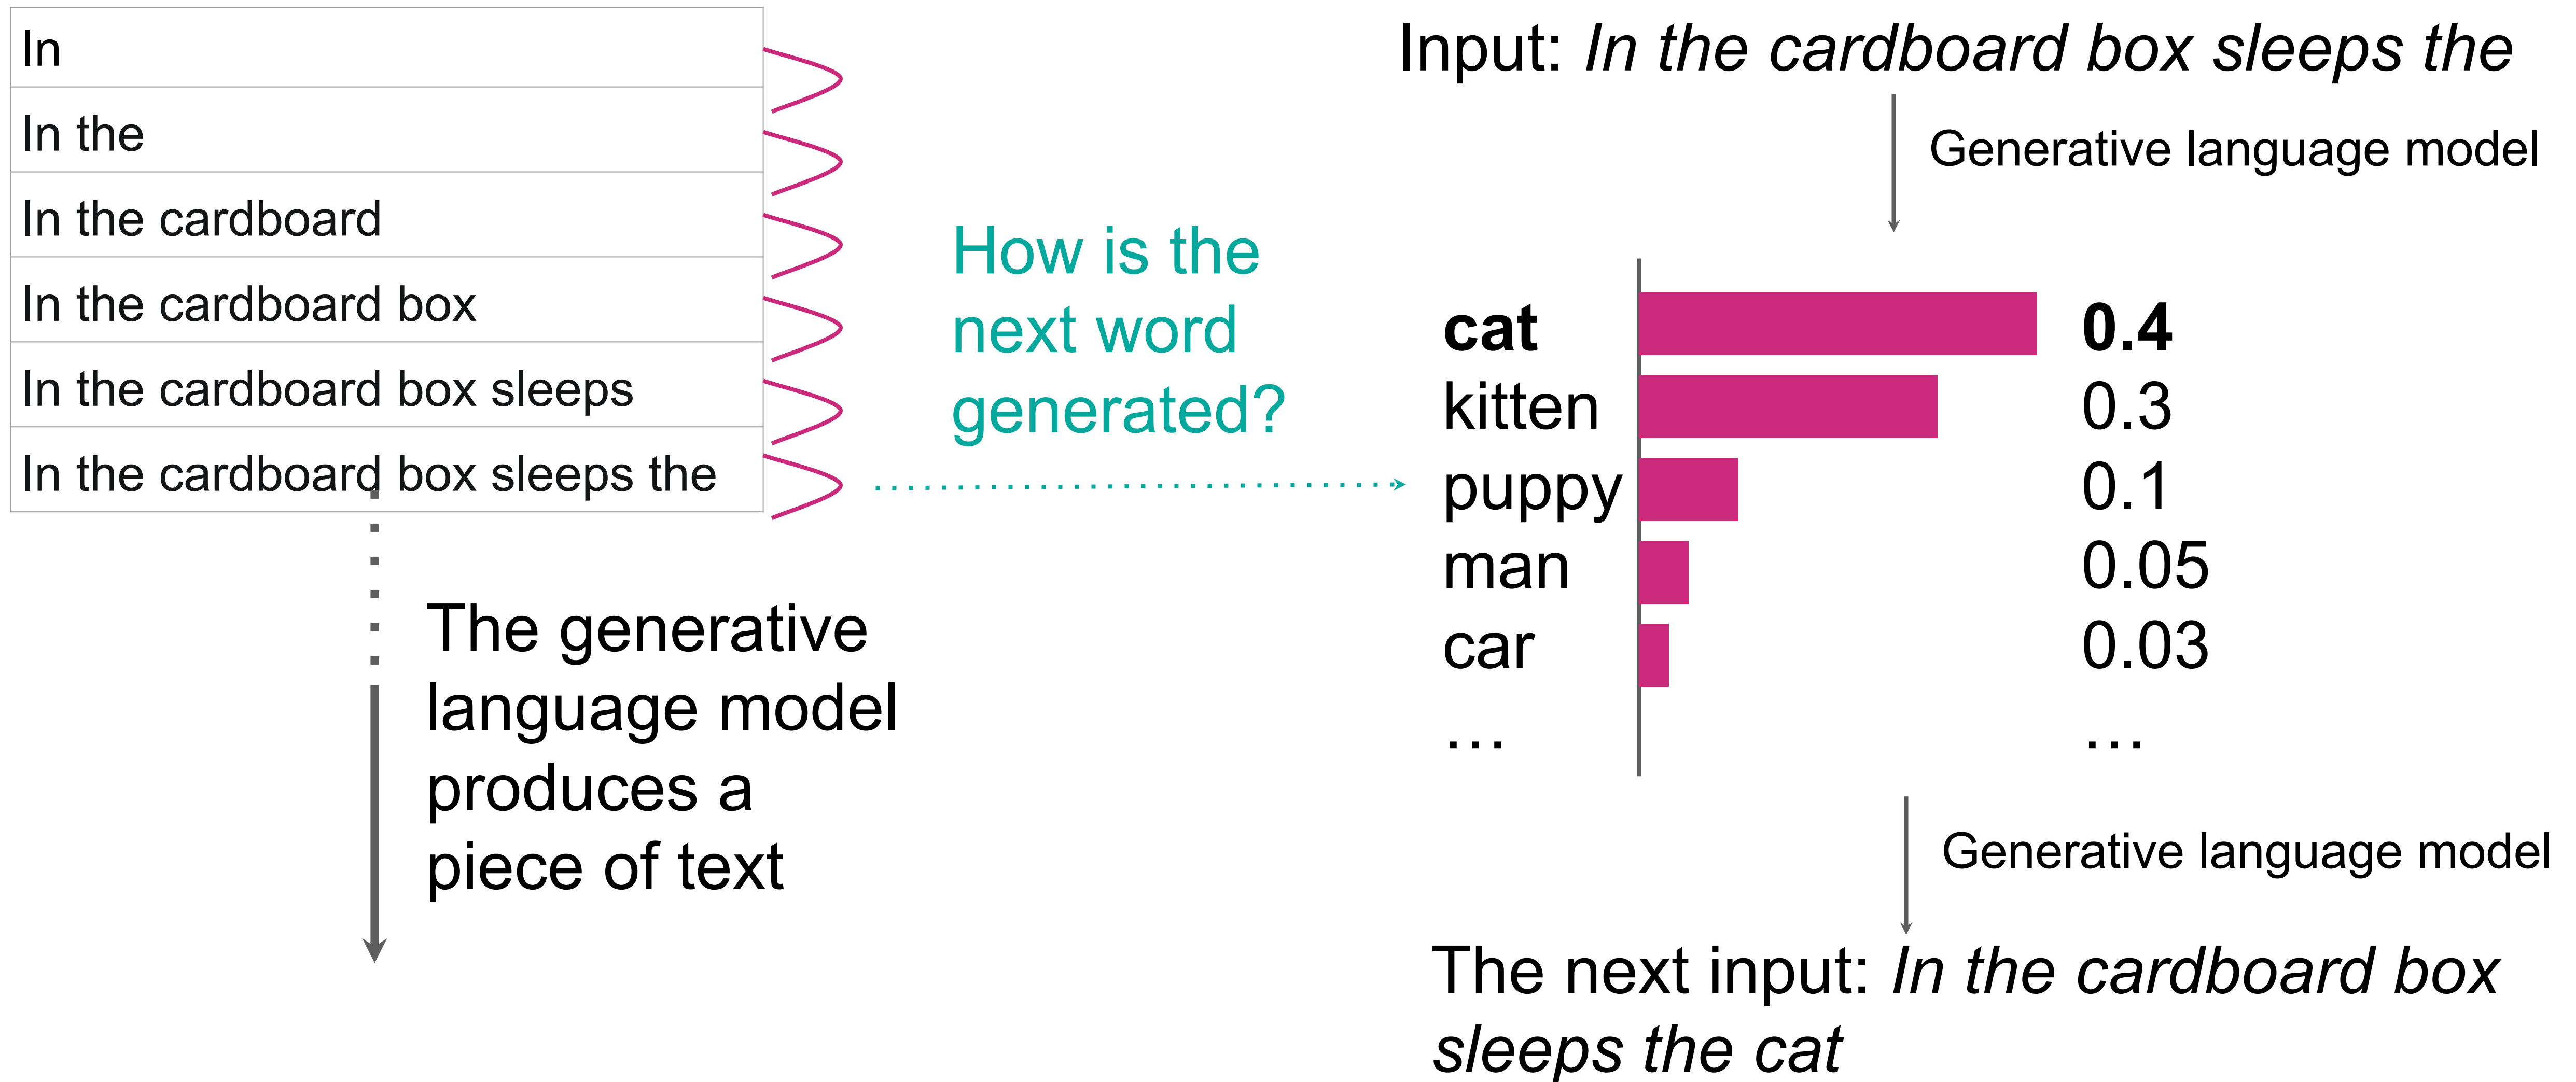 In
In the
In the cardboard
In the cardboard box
In the cardboard box sleeps
In the cardboard box sleeps the
The generative
language model
produces a
piece of text
How is the
next word
generated?
Input: In the cardboard box sleeps the
Generative language model
cat 0.4
kitten 0.3
puppy 0.1
man 0.05
car 0.03
… …
Generative language model
The next input: In the cardboard box
sleeps the cat